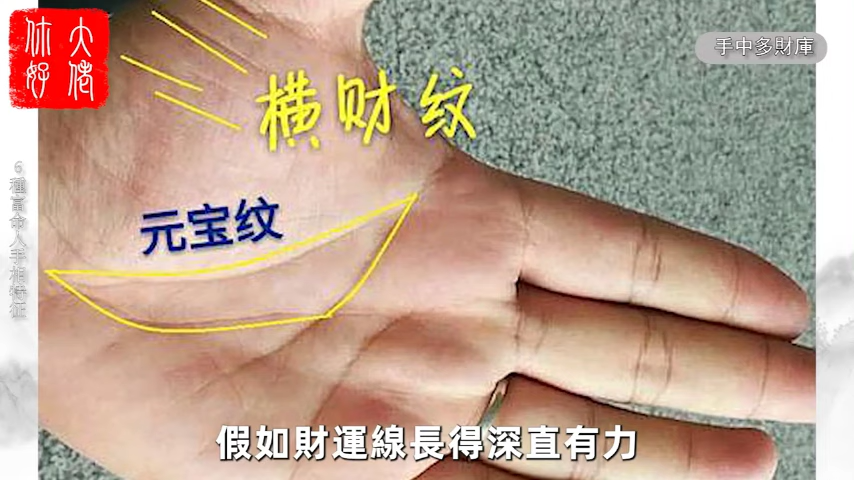 大佬
休好
手中多財庫
横财纹
元宝纹
6種富命人手相特征
假如財運線長得深直有力